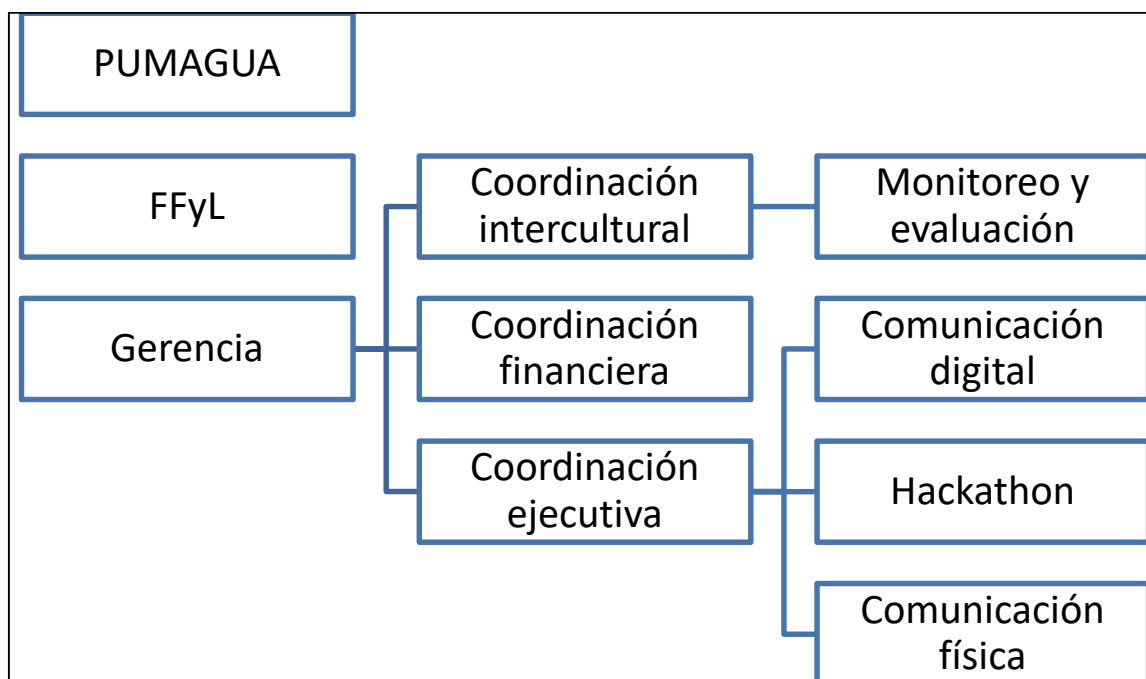 PUMAGUA
FFyL
Gerencia
Coordinación
intercultural
Coordinación
financiera
Coordinación
ejecutiva
Monitoreo y
evaluación
Comunicación
digital
Hackathon
Comunicación
física